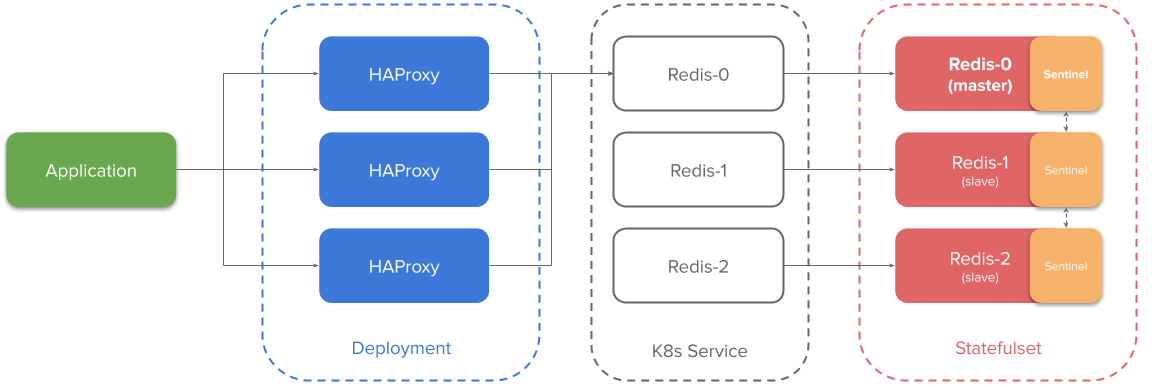 Application
HAProxy
HAProxy
HAProxy
Deployment
Redis-0
Redis-1
Redis-2
K8s Service
Redis-0
(master)
Sentinel
Redis-1
(slave)
Sentinel
Redis-2
(slave)
Sentinel
Statefulset